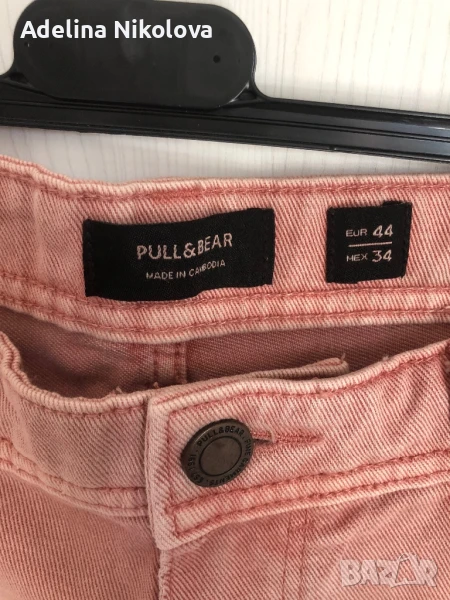 Adelina Nikolova
PULL&BEAR
MADE IN CAMBODIA
EUR 44
MEX 34
PULL&BEAR
BAZAR